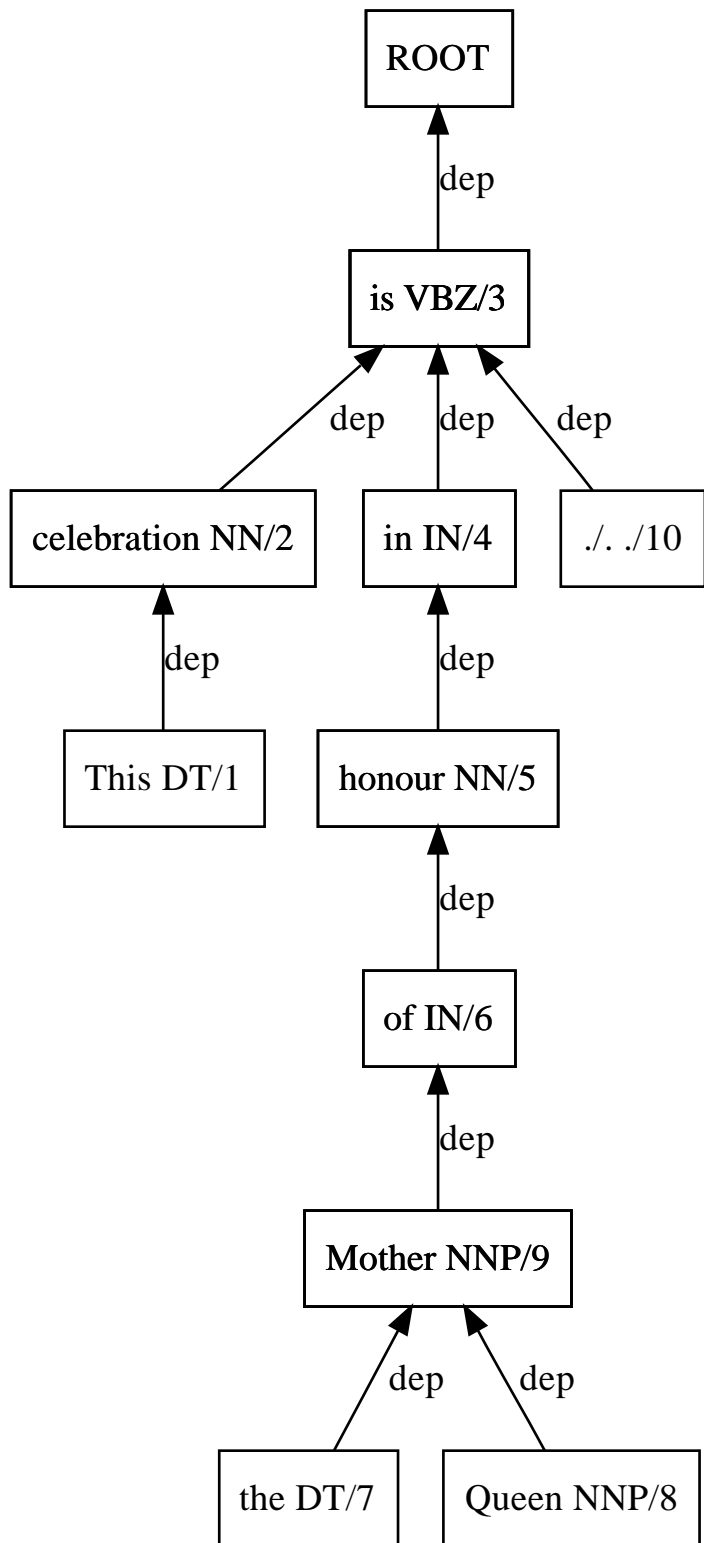 ROOT
dep
is VBZ/3
dep dep dep
celebration NN/2 in IN/4 ./. ./10
dep dep
This DT/1 honour NN/5
dep
of IN/6
dep
Mother NNP/9
dep dep
the DT/7 Queen NNP/8